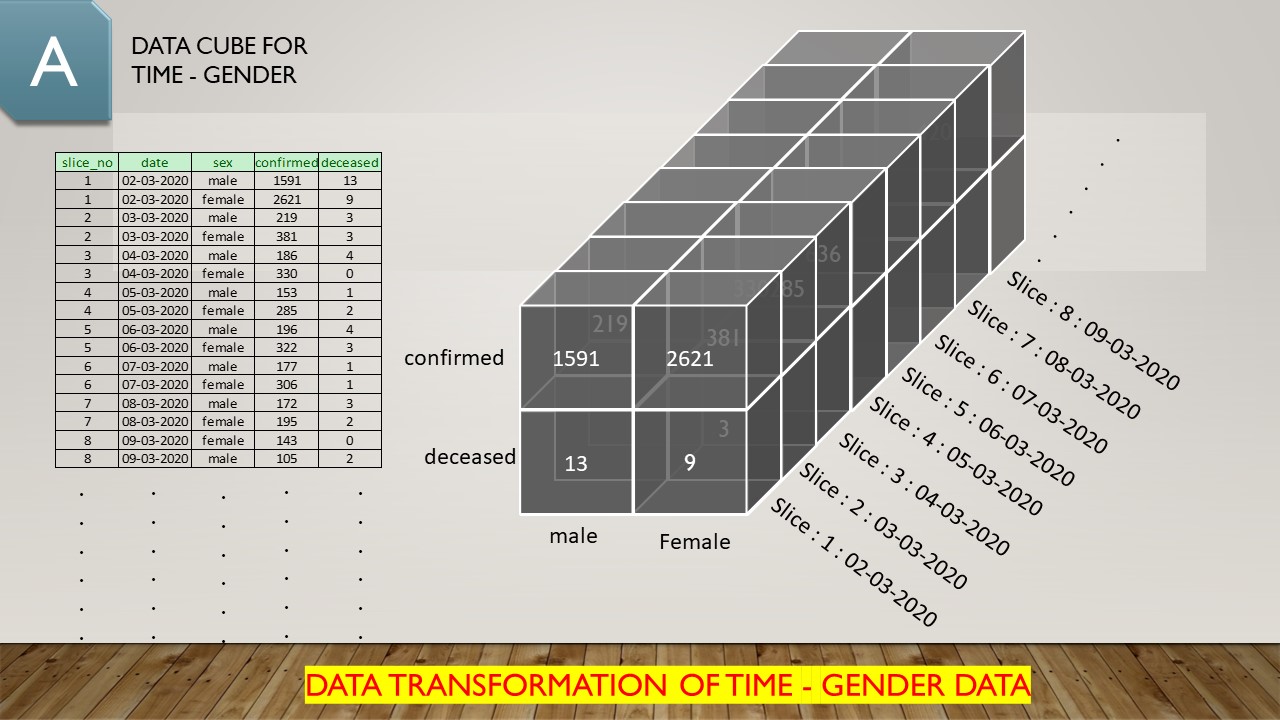 A
DATA CUBE FOR
TIME - GENDER
slice_no date sex confirmed deceased
1 02-03-2020 male 1591 13
1 02-03-2020 female 2621 9
2 03-03-2020 male 219 3
2 03-03-2020 female 381 3
3 04-03-2020 male 186 4
3 04-03-2020 female 330 0
4 05-03-2020 male 153 1
4 05-03-2020 female 285 2
5 06-03-2020 male 196 4
5 06-03-2020 female 322 3
6 07-03-2020 male 177 1
6 07-03-2020 female 306 1
7 08-03-2020 male 172 3
7 08-03-2020 female 195 2
8 09-03-2020 female 143 0
8 09-03-2020 male 105 2
219 381
confirmed 1591 2621
3
deceased 13 9
male Female
Slice : 8 : 09-03-2020
Slice : 7 : 08-03-2020
Slice : 6 : 07-03-2020
Slice : 5 : 06-03-2020
Slice : 4 : 05-03-2020
Slice : 3 : 04-03-2020
Slice : 2 : 03-03-2020
Slice : 1 : 02-03-2020
DATA TRANSFORMATION OF TIME - GENDER DATA